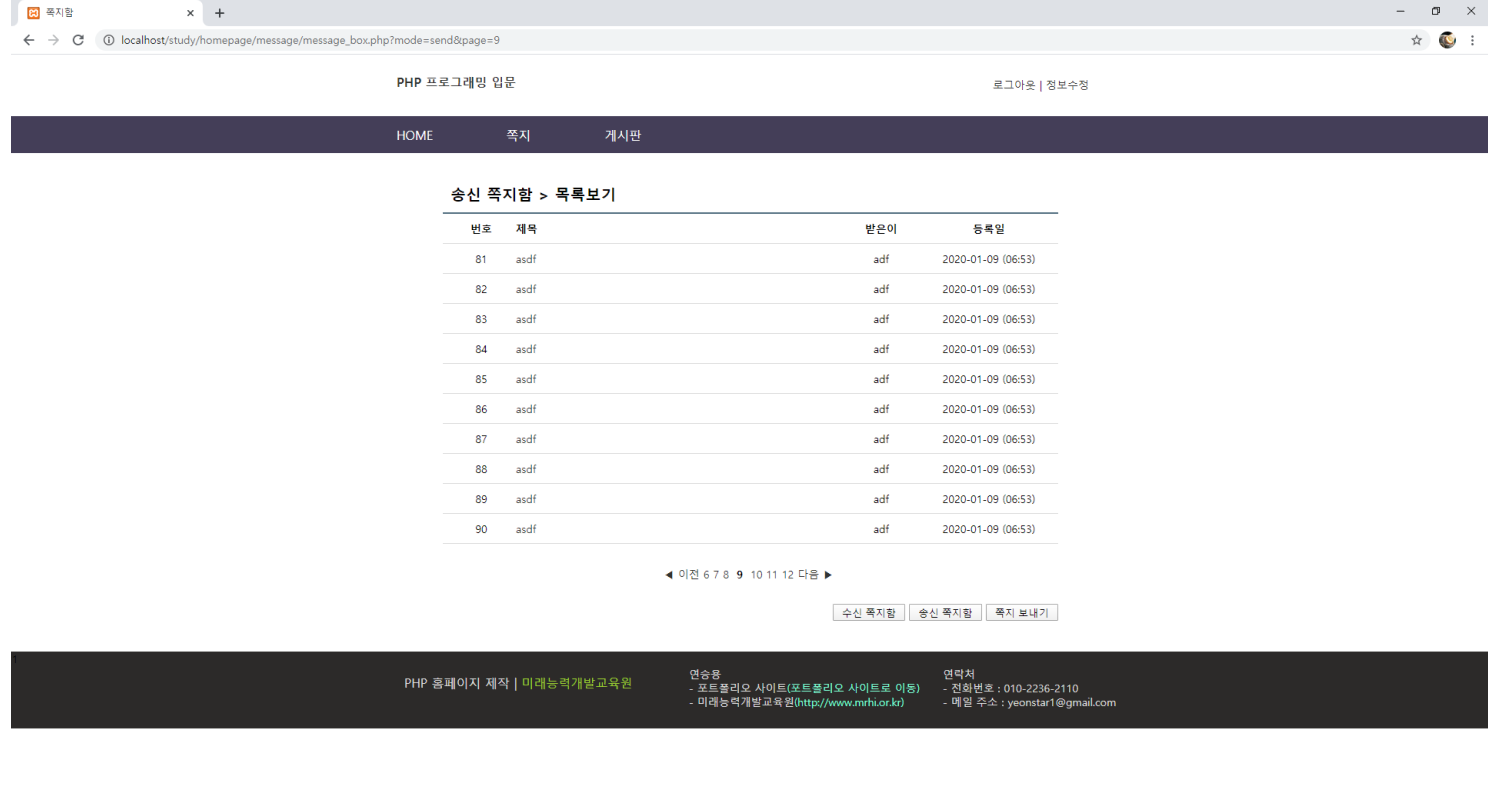 쪽지함
localhost/study/homepage/message/message_box.php?mode=send&page=9
PHP 프로그래밍 입문
로그아웃 | 정보수정
HOME 쪽지 게시판
송신 쪽지함 > 목록보기
번호 제목 받은이 등록일
81 asdf adf 2020-01-09 (06:53)
82 asdf adf 2020-01-09 (06:53)
83 asdf adf 2020-01-09 (06:53)
84 asdf adf 2020-01-09 (06:53)
85 asdf adf 2020-01-09 (06:53)
86 asdf adf 2020-01-09 (06:53)
87 asdf adf 2020-01-09 (06:53)
88 asdf adf 2020-01-09 (06:53)
89 asdf adf 2020-01-09 (06:53)
90 asdf adf 2020-01-09 (06:53)
◀ 이전 6 7 8 9 10 11 12 다음 ▶
수신 쪽지함 송신 쪽지함 쪽지 보내기
1
PHP 홈페이지 제작 | 미래능력개발교육원
연승용
- 포트폴리오 사이트(포트폴리오 사이트로 이동)
- 미래능력개발교육원(http://www.mrhi.or.kr)
연락처
- 전화번호 : 010-2236-2110
- 메일 주소 : yeonstar1@gmail.com